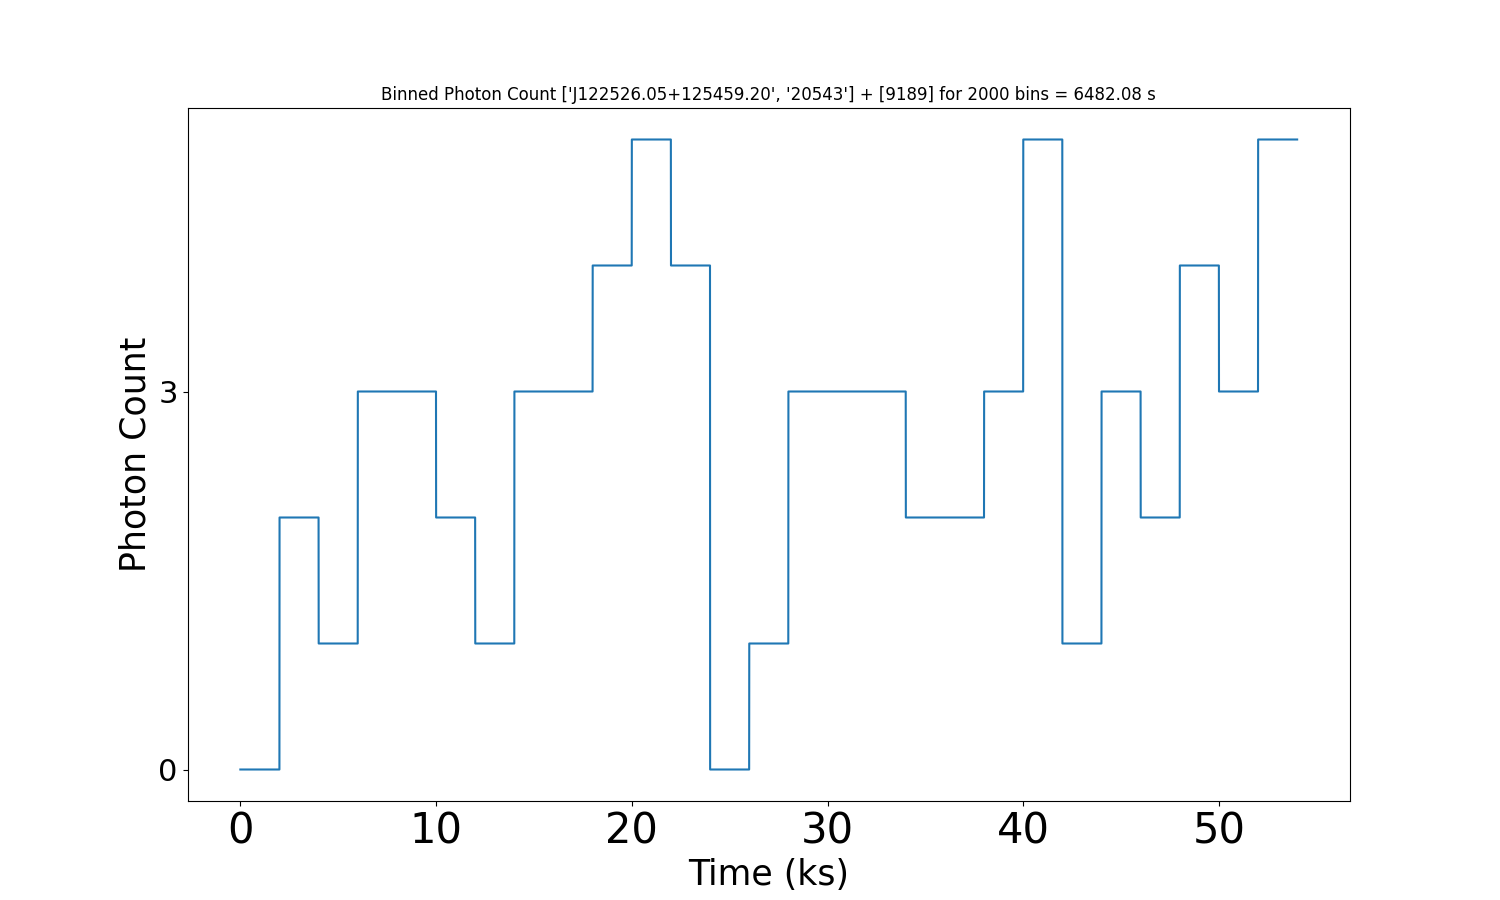 Binned Photon Count ['J122526.05+125459.20', '20543'] + [9189] for 2000 bins = 6482.08 s
Photon Count
3
0
0 10 20 30 40 50
Time (ks)